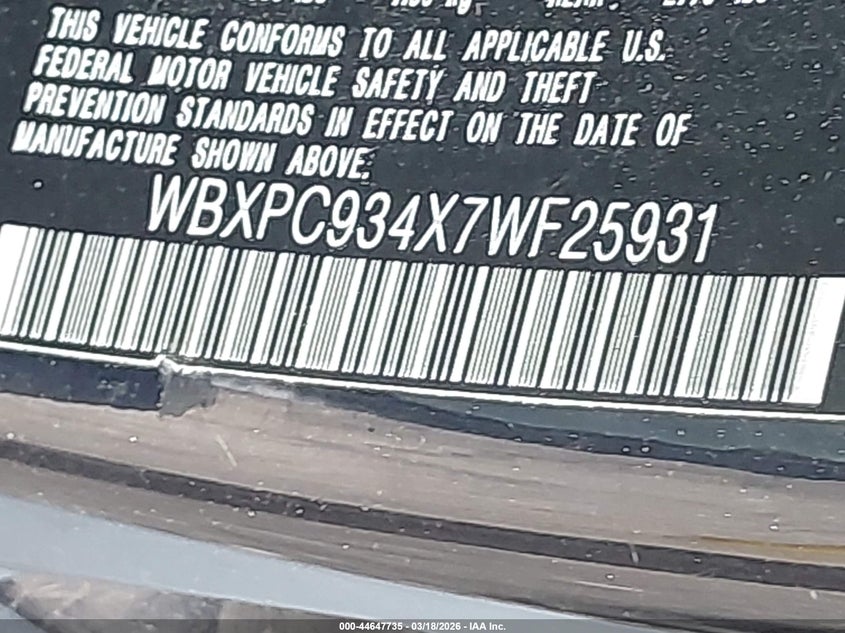 THIS VEHICLE CONFORMS TO ALL APPLICABLE U.S.
FEDERAL MOTOR VEHICLE SAFETY AND THEFT
PREVENTION STANDARDS IN EFFECT ON THE DATE OF
MANUFACTURE SHOWN ABOVE.
WBXPC934X7WF25931
000-44647735 - 03/18/2026 - IAA Inc.